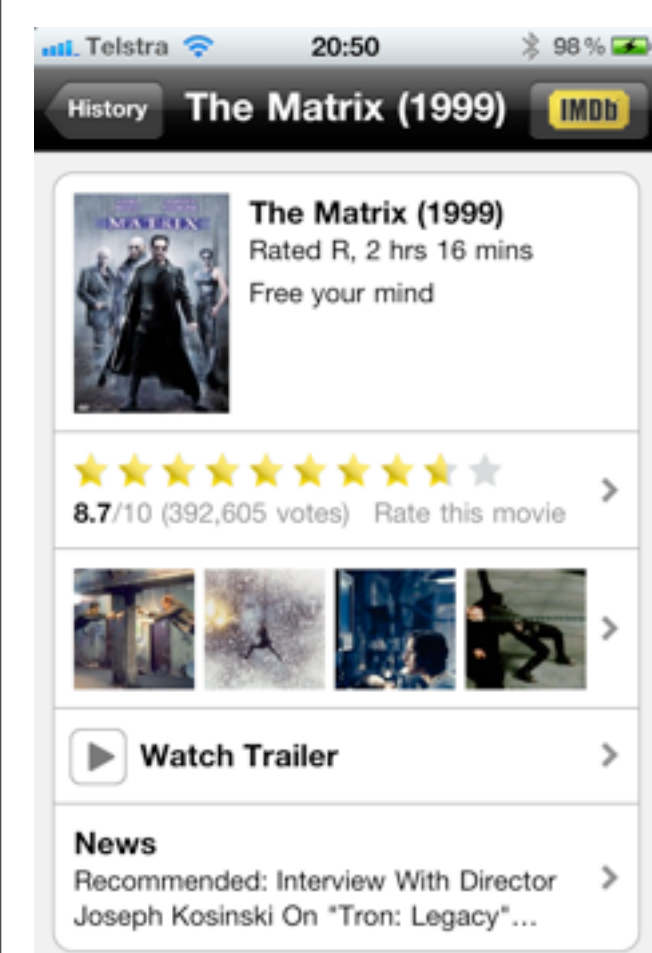 Telstra 20:50 98%
History The Matrix (1999) IMDb
MATRIX
The Matrix (1999)
Rated R, 2 hrs 16 mins
Free your mind
8.7/10 (392,605 votes) Rate this movie
Watch Trailer
News
Recommended: Interview With Director
Joseph Kosinski On "Tron: Legacy"...